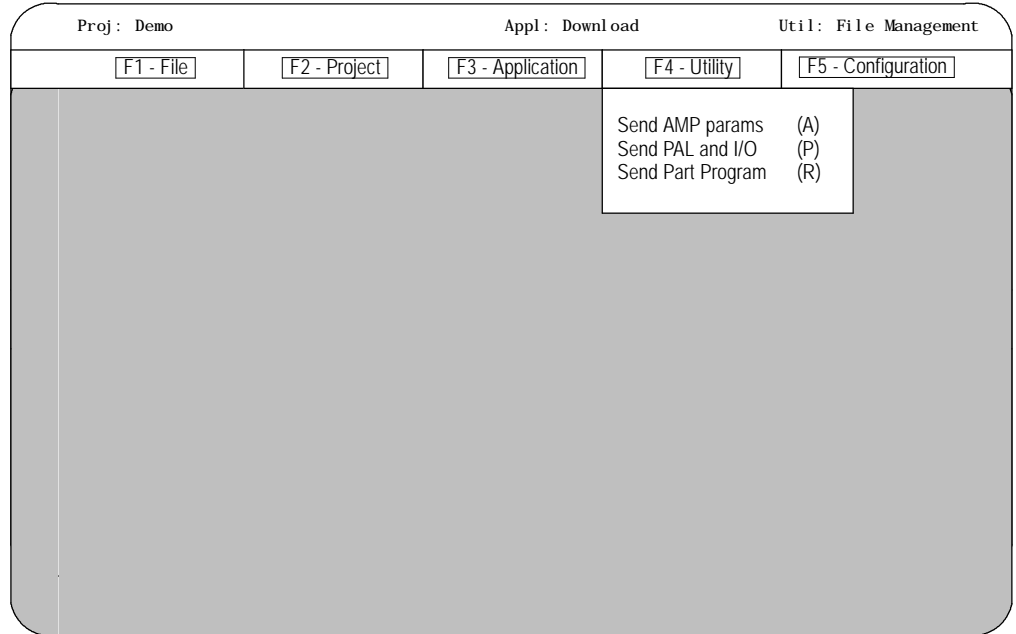 Proj: Demo Appl: Download Util: File Management
F1 - File F2 - Project F3 - Application F4 - Utility F5 - Configuration
Send AMP params (A)
Send PAL and I/O (P)
Send Part Program (R)